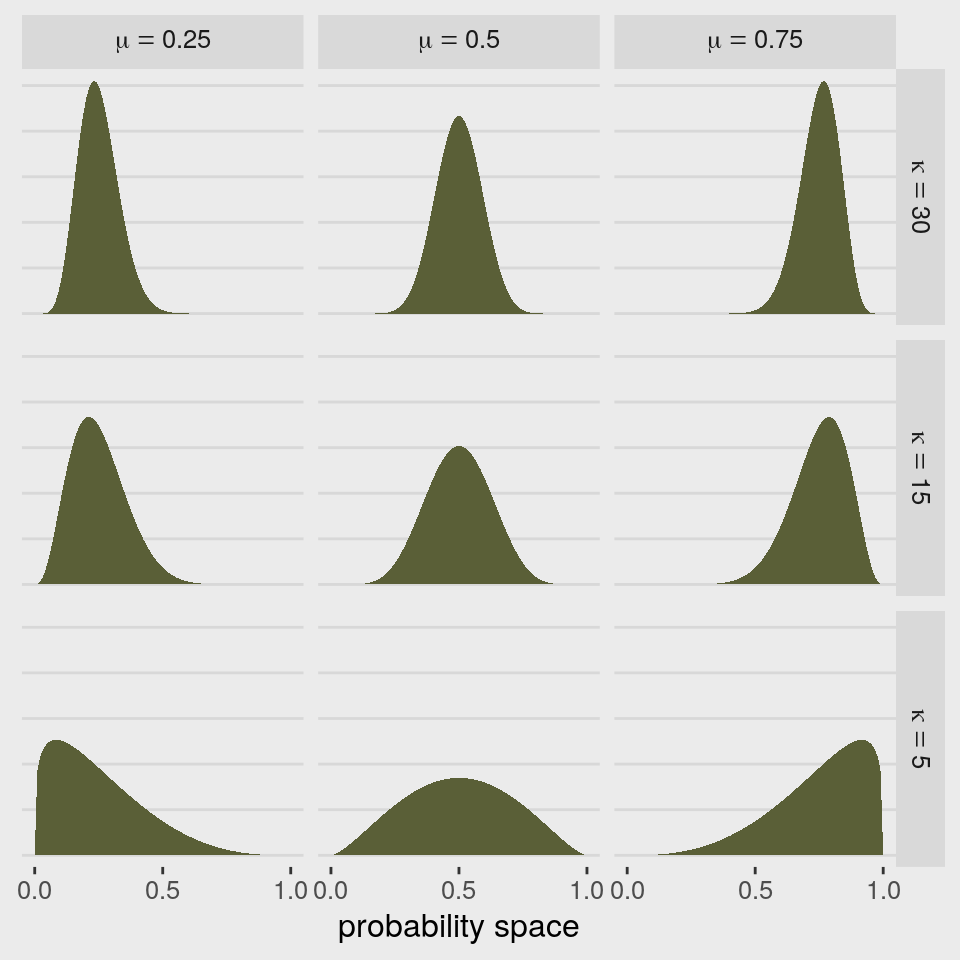 μ = 0.25
μ = 0.5
μ = 0.75
κ = 30
κ = 15
κ = 5
0.0 0.5 1.0 0.0 0.5 1.0 0.0 0.5 1.0
probability space